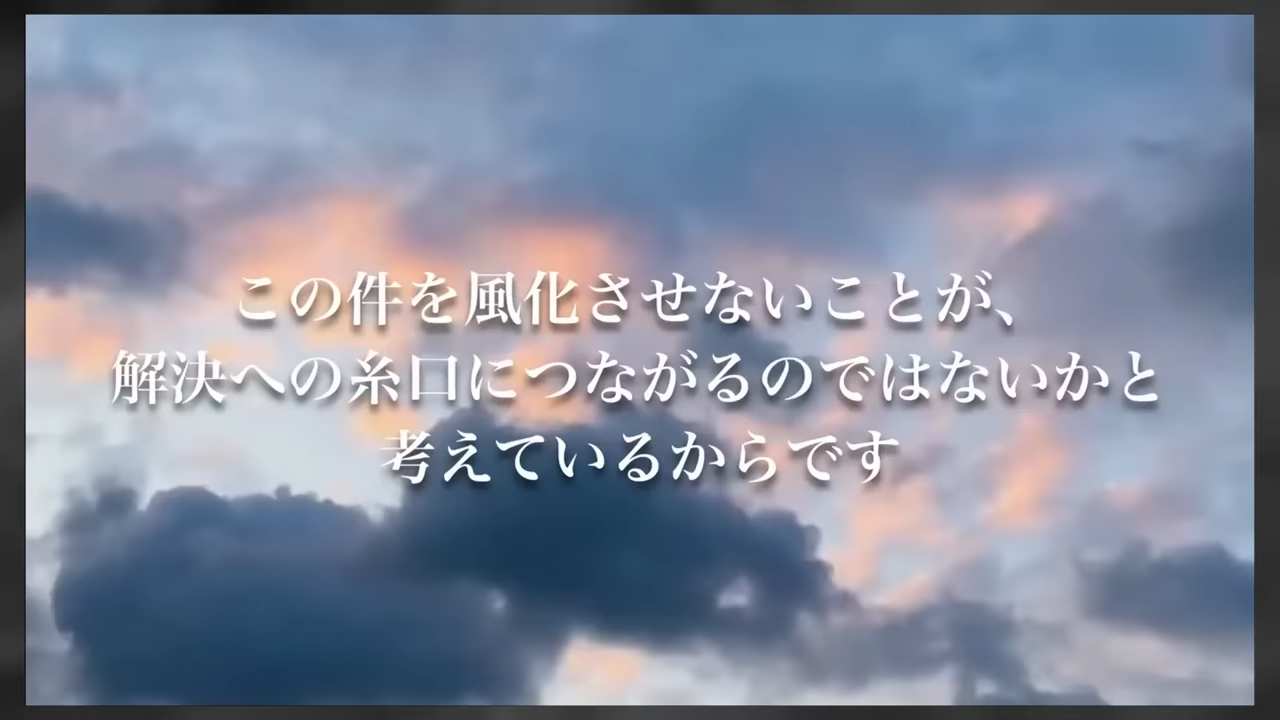 この件を風化させないことが、
解決への糸口につながるのではないかと
考えているからです